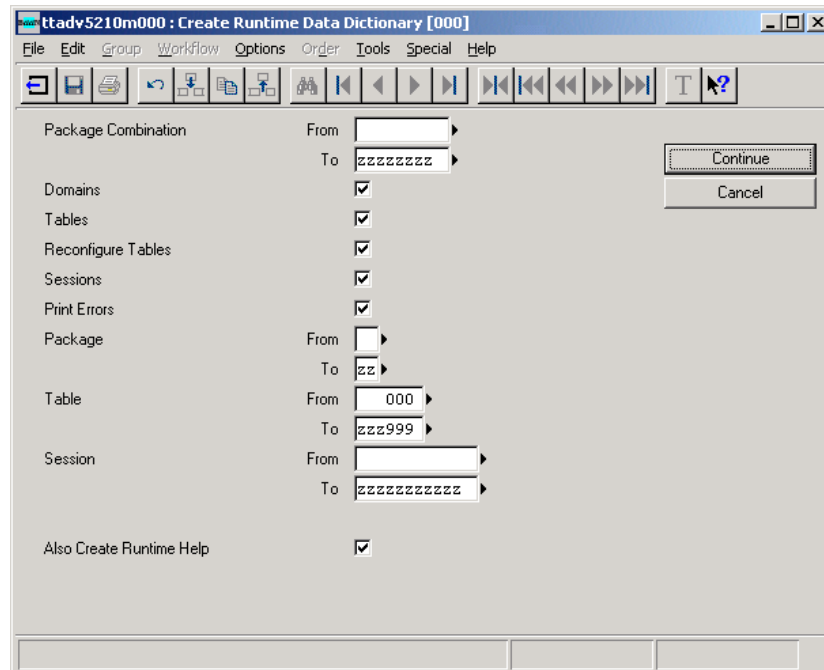 ttadv5210m000 : Create Runtime Data Dictionary [000]
File Edit Group Workflow Options Order Tools Special Help
T ?
Package Combination From
To zzzzzzzzz
Continue
Domains
Cancel
Tables
Reconfigure Tables
Sessions
Print Errors
Package From
To zz
Table From 000
To zzz999
Session From
To zzzzzzzzzzz
Also Create Runtime Help